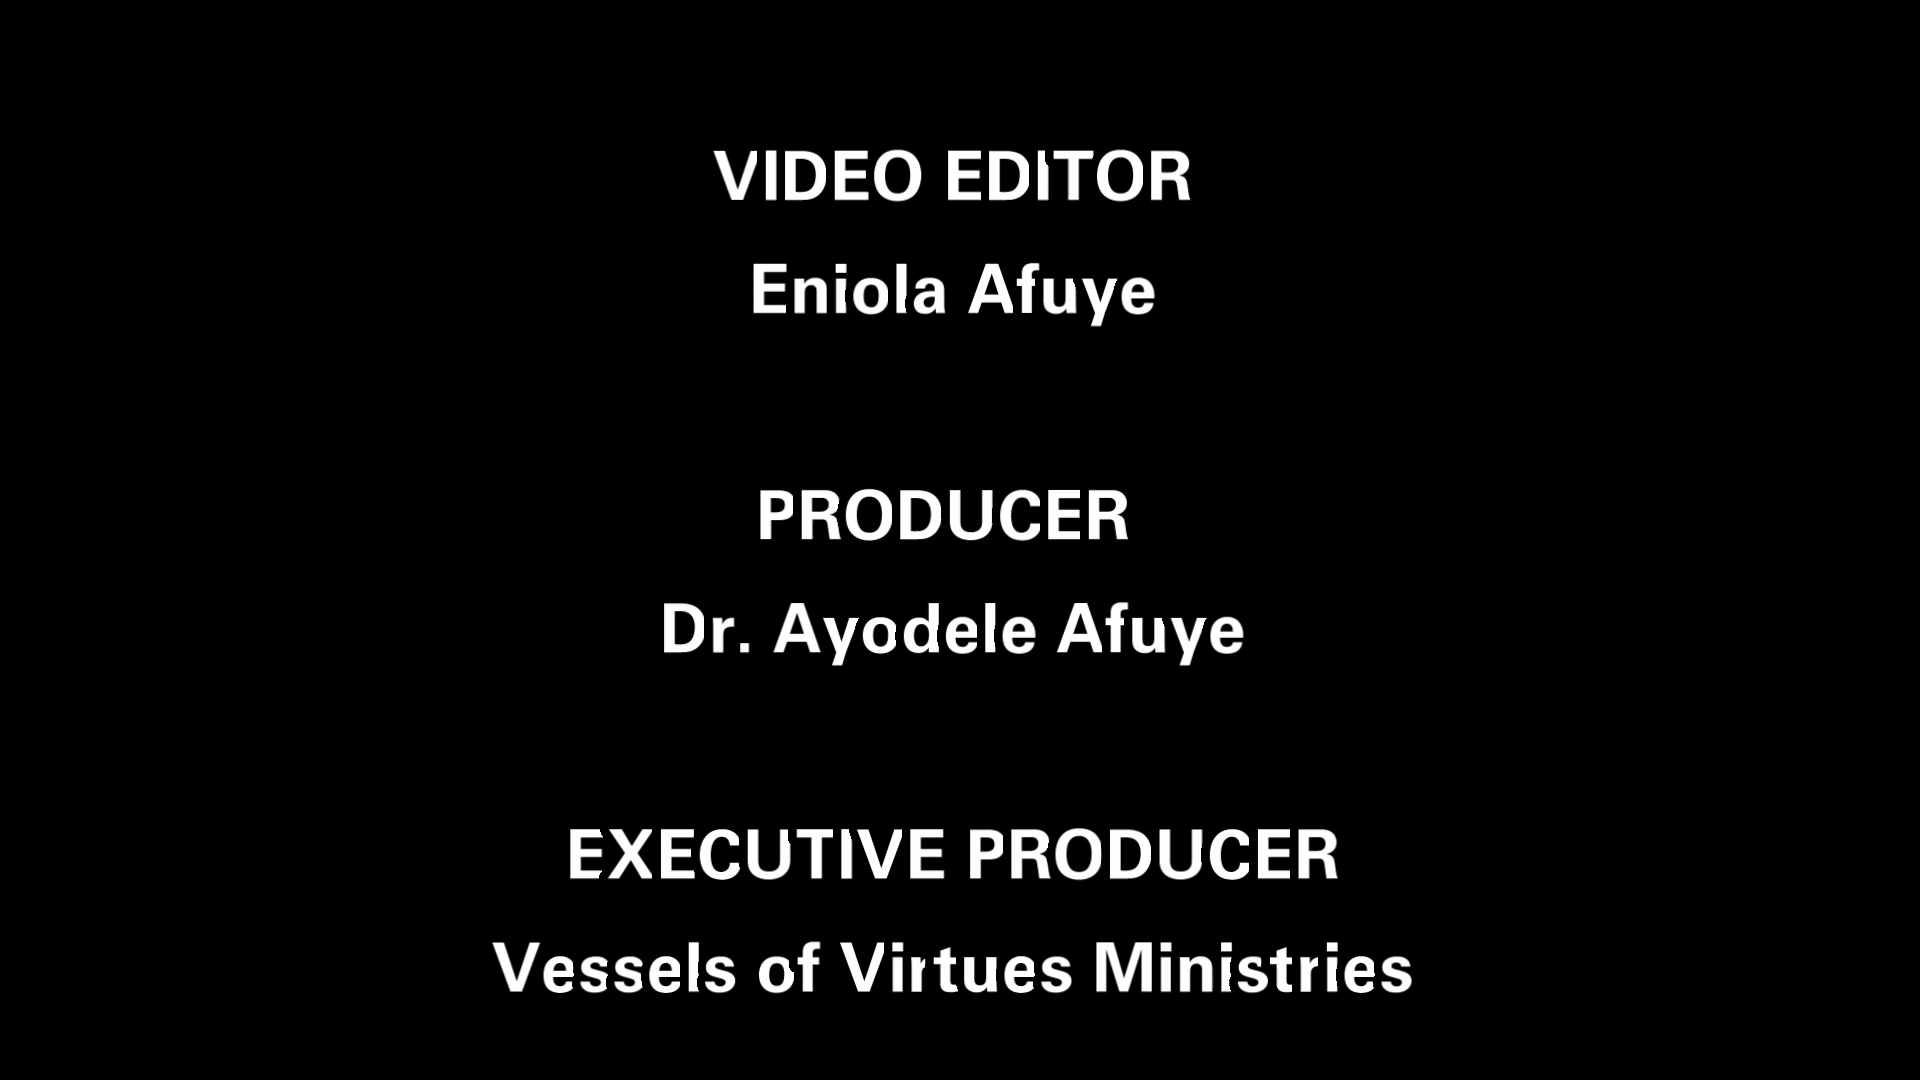 VIDEO EDITOR
Eniola Afuye
PRODUCER
Dr. Ayodele Afuye
EXECUTIVE PRODUCER
Vessels of Virtues Ministries